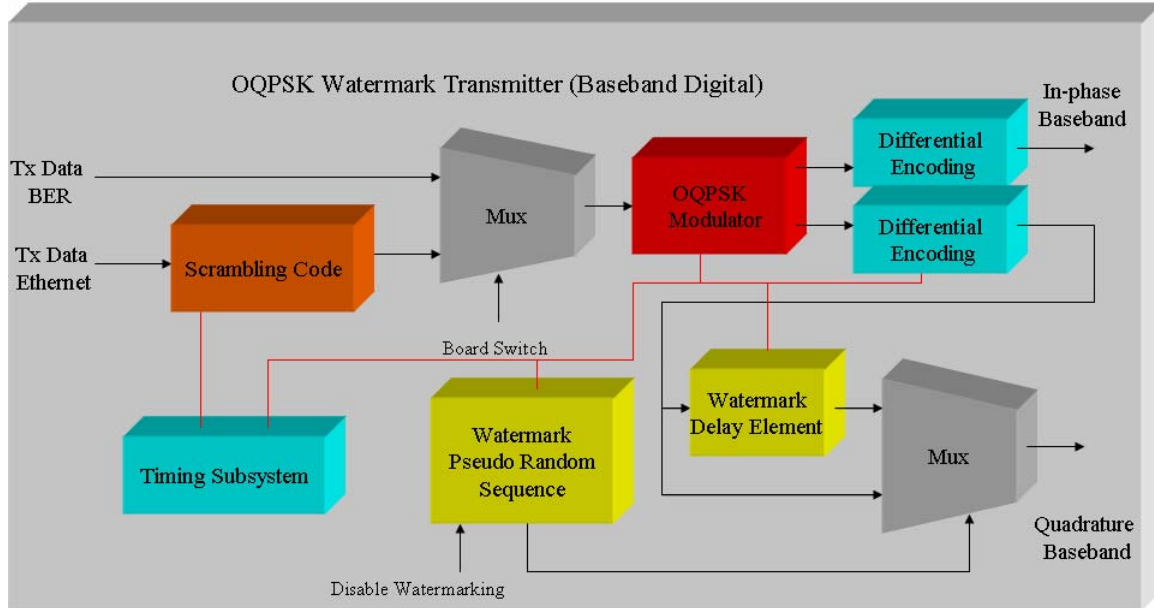 OQPSK Watermark Transmitter (Baseband Digital)
In-phase
Baseband
Tx Data
BER
Mux
OQPSK
Modulator
Differential
Encoding
Differential
Encoding
Tx Data
Ethernet
Scrambling Code
Board Switch
Timing Subsystem
Watermark
Pseudo Random
Sequence
Watermark
Delay Element
Mux
Quadrature
Baseband
Disable Watermarking